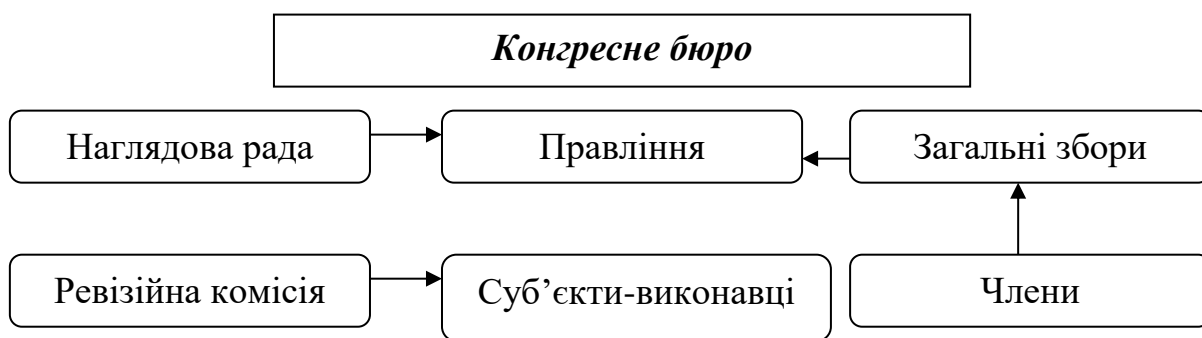 Конгресне бюро
Наглядова рада
Правління
Загальні збори
Ревізійна комісія
Суб’єкти-виконавці
Члени